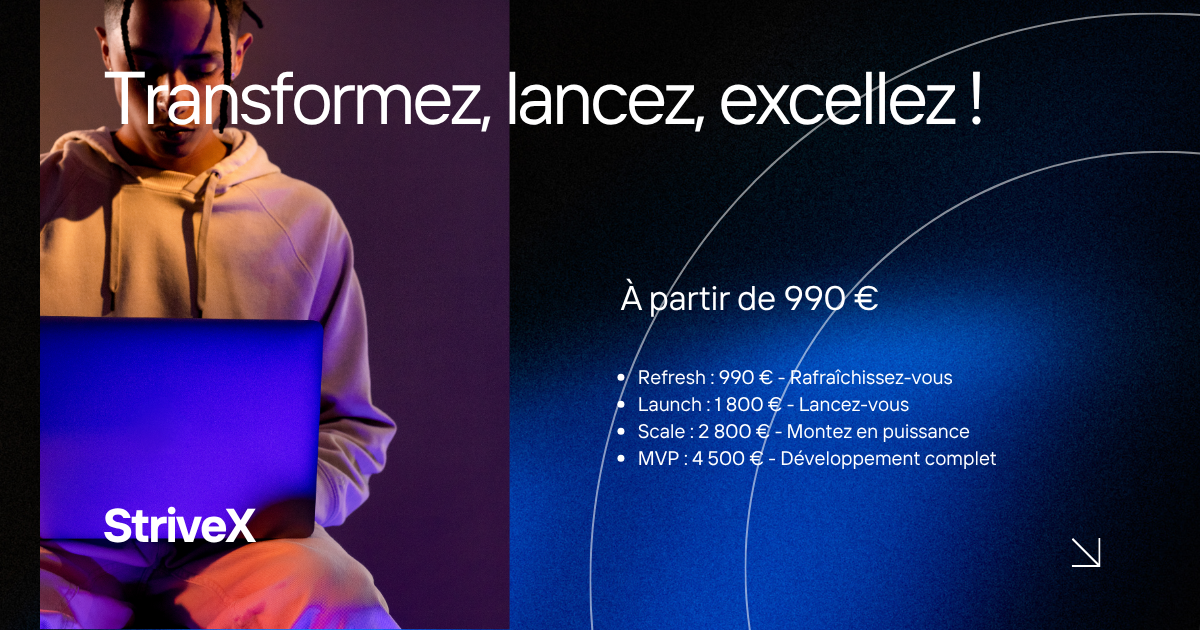 Transformez, lancez, excellez !
À partir de 990 €
• Refresh : 990 € - Rafraîchissez-vous
• Launch : 1 800 € - Lancez-vous
• Scale : 2 800 € - Montez en puissance
• MVP : 4 500 € - Développement complet
StriveX